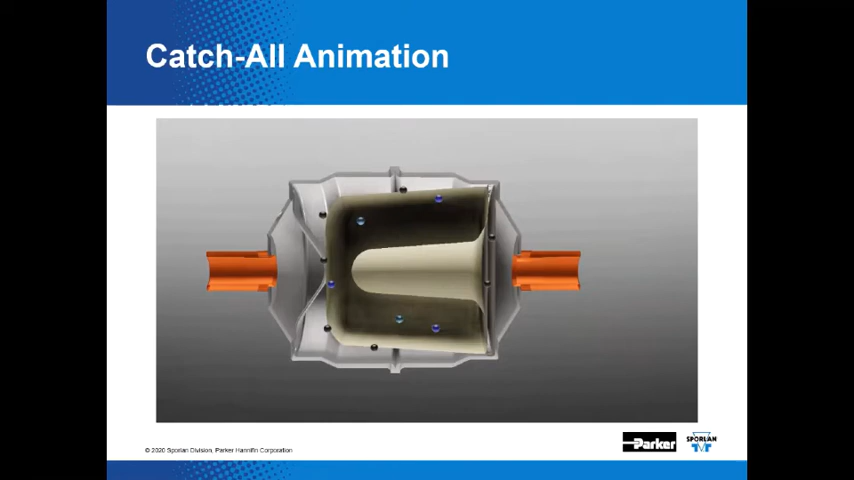 Catch-All Animation
© 2020 Sporlan Division, Parker Hannifin Corporation
Parker
SPORLAN